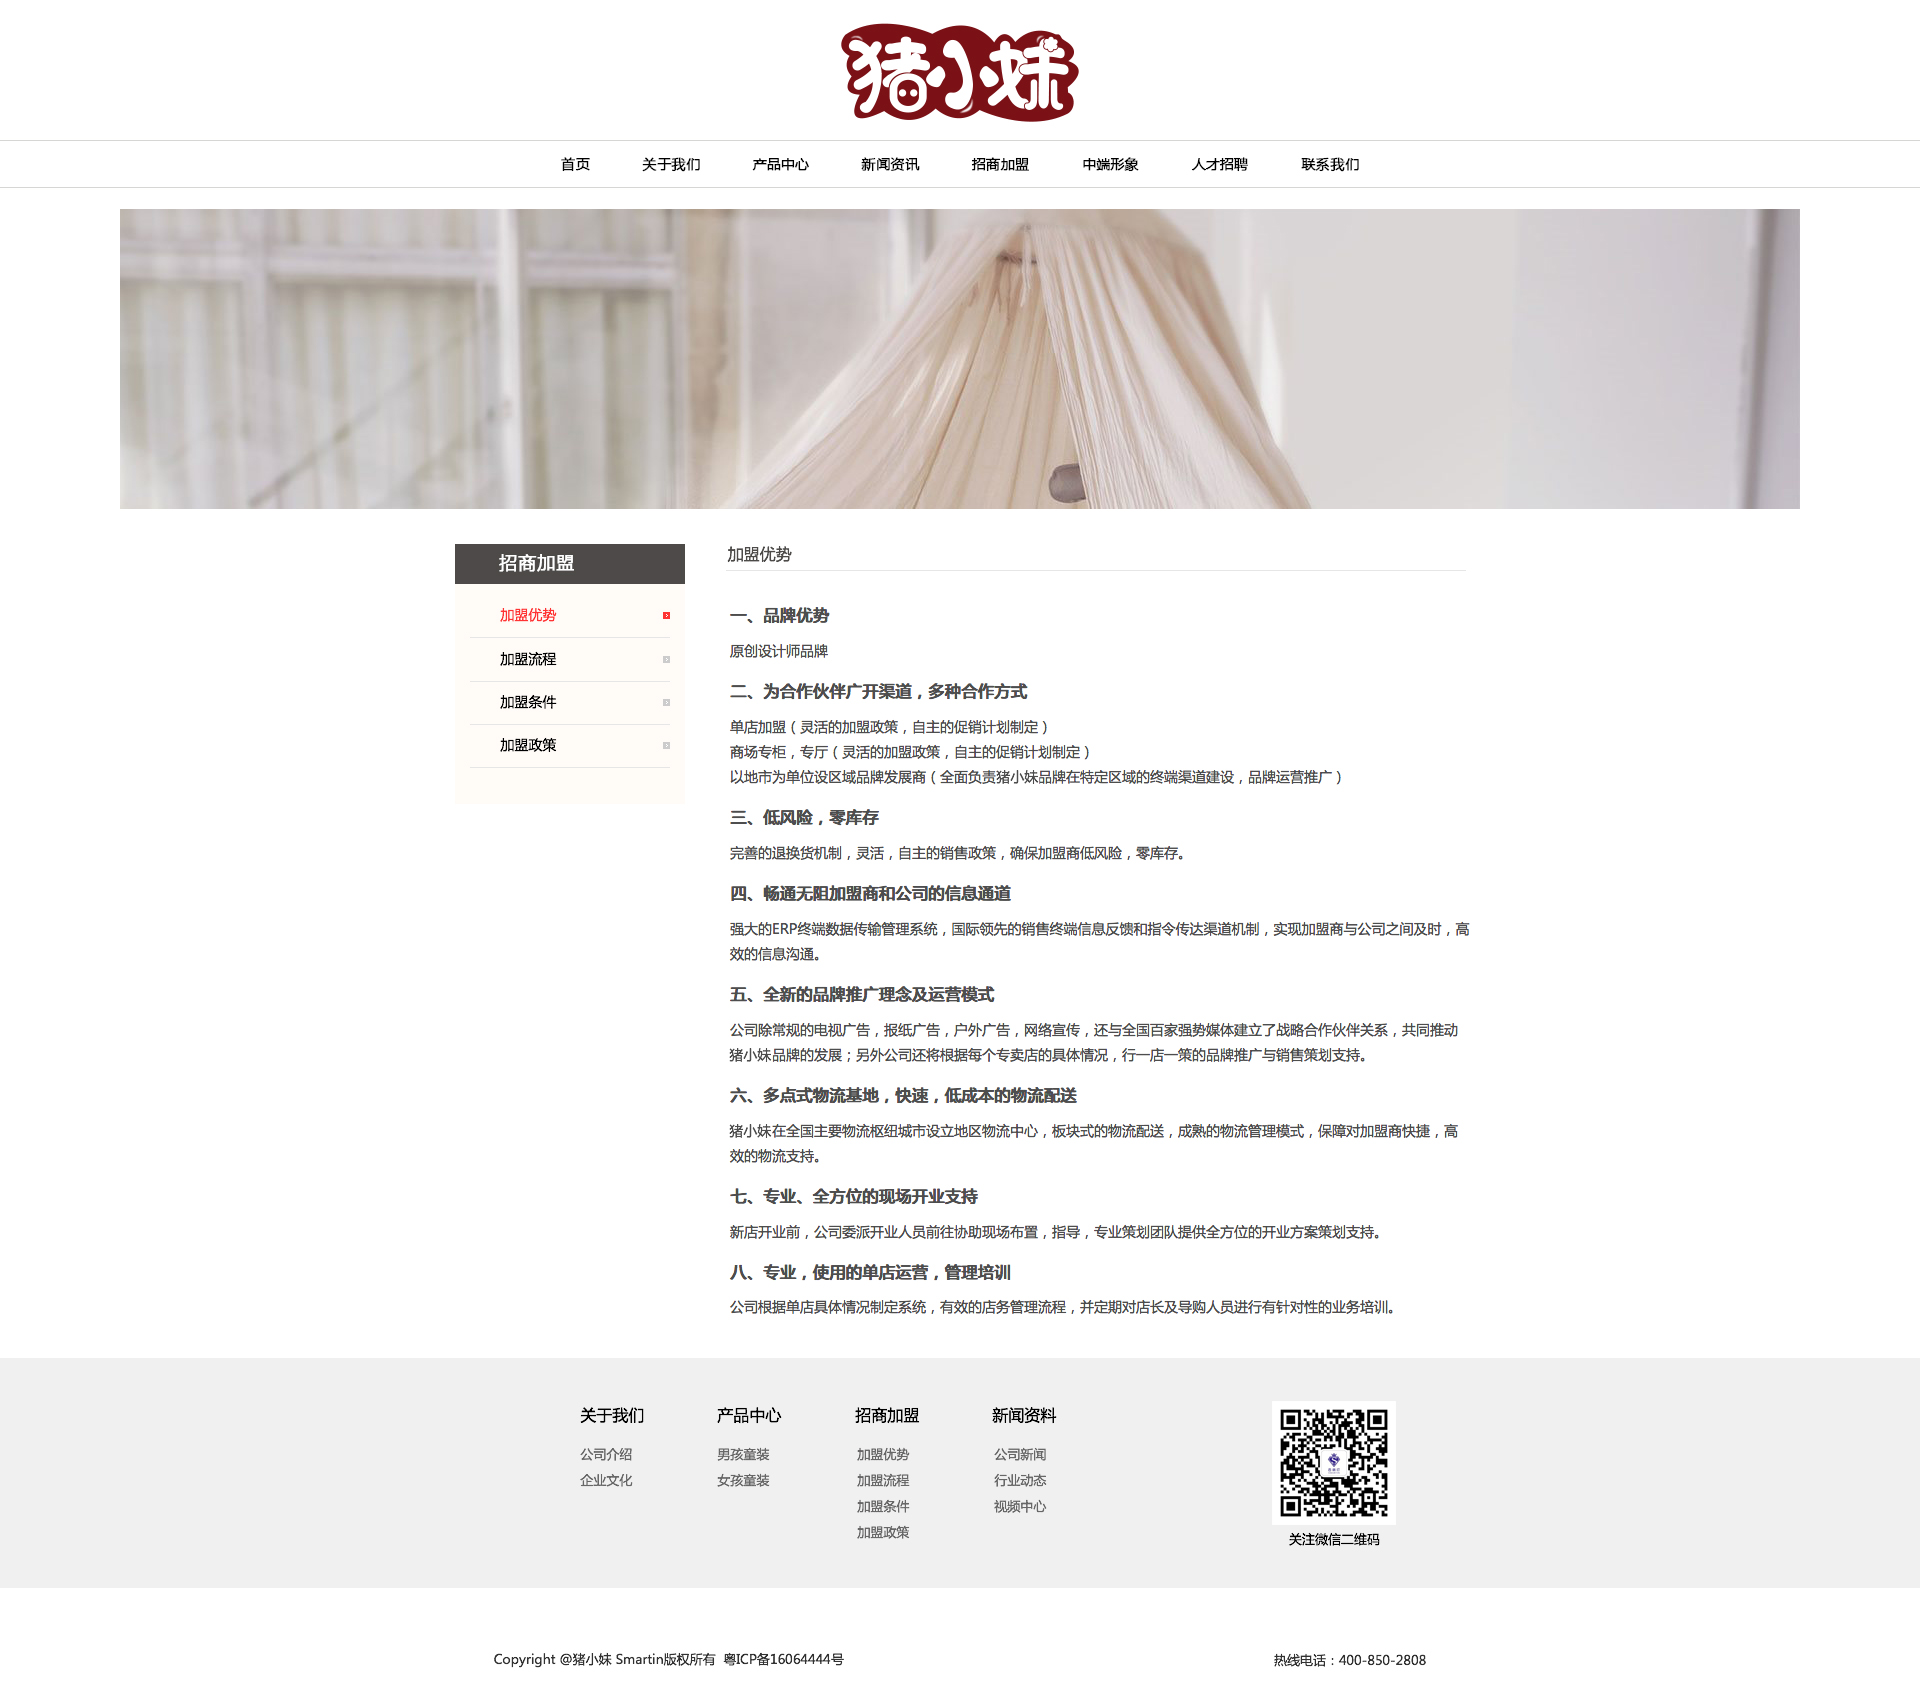 猪小妹
首页 关于我们 产品中心 新闻资讯 招商加盟 中端形象 人才招聘 联系我们
招商加盟
加盟优势
加盟流程
加盟条件
加盟政策
加盟优势
一、品牌优势
原创设计师品牌
二、为合作伙伴广开渠道，多种合作方式
单店加盟（灵活的加盟政策，自主的促销计划制定）
商场专柜，专厅（灵活的加盟政策，自主的促销计划制定）
以地市为单位设区域品牌发展商（全面负责猪小妹品牌在特定区域的终端渠道建设，品牌运营推广）
三、低风险，零库存
完善的退换货机制，灵活，自主的销售政策，确保加盟商低风险，零库存。
四、畅通无阻加盟商和公司的信息通道
强大的ERP终端数据传输管理系统，国际领先的销售终端信息反馈和指令传达渠道机制，实现加盟商与公司之间及时，高
效的信息沟通。
五、全新的品牌推广理念及运营模式
公司除常规的电视广告，报纸广告，户外广告，网络宣传，还与全国百家强势媒体建立了战略合作伙伴关系，共同推动
猪小妹品牌的发展；另外公司还将根据每个专卖店的具体情况，行一店一策的品牌推广与销售策划支持。
六、多点式物流基地，快速，低成本的物流配送
猪小妹在全国主要物流枢纽城市设立地区物流中心，板块式的物流配送，成熟的物流管理模式，保障对加盟商快捷，高
效的物流支持。
七、专业、全方位的现场开业支持
新店开业前，公司委派开业人员前往协助现场布置，指导，专业策划团队提供全方位的开业方案策划支持。
八、专业，使用的单店运营，管理培训
公司根据单店具体情况制定系统，有效的店务管理流程，并定期对店长及导购人员进行有针对性的业务培训。
关于我们 产品中心 招商加盟 新闻资料
公司介绍 男孩童装 加盟优势 公司新闻
企业文化 女孩童装 加盟流程 行业动态
加盟条件 视频中心
加盟政策
关注微信二维码
Copyright @猪小妹 Smartin版权所有 粤ICP备16064444号
热线电话：400-850-2808